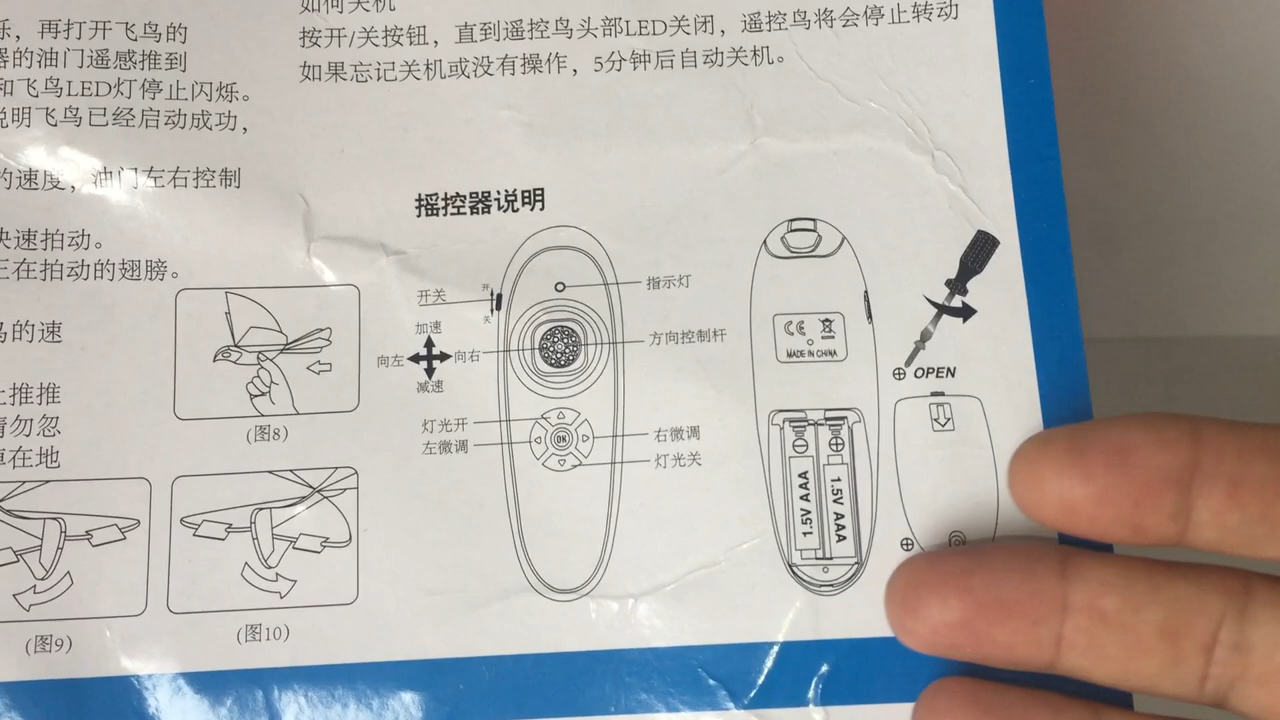 如何关机
按开/关按钮，直到遥控鸟头部LED关闭，遥控鸟将会停止转动
如果忘记关机或没有操作，5分钟后自动关机。
烁，再打开飞鸟的
器的油门遥感推到
和飞鸟LED灯停止闪烁。
说明飞鸟已经启动成功，
的速度，油门左右控制
快速拍动。
正在拍动的翅膀。
鸟的速
上推推
请勿忽
掉在地
(图8)
(图9)
(图10)
摇控器说明
开关
开
关
指示灯
加速
向左
向右
减速
方向控制杆
灯光开
左微调
OK
右微调
灯光关
CE
MADE IN CHINA
1.5V AAA
1.5V AAA
OPEN